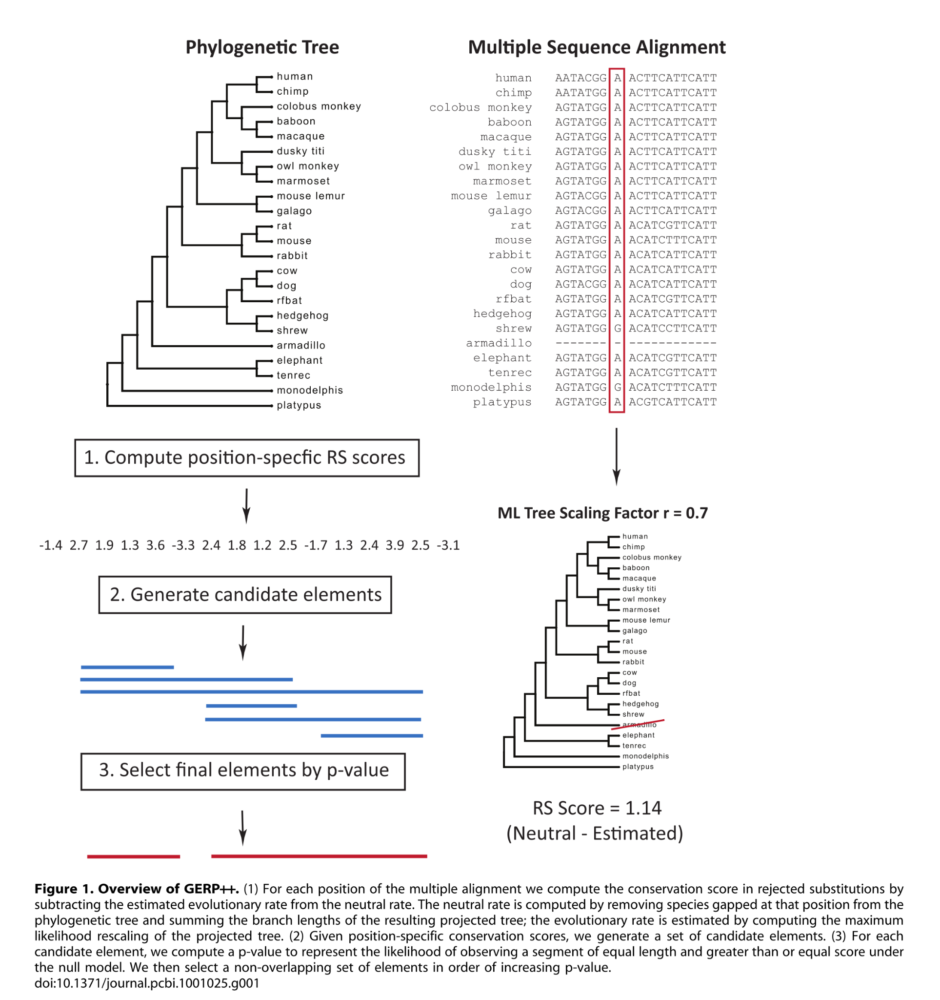 Phylogenetic Tree
human
chimp
colobus monkey
baboon
macaque
dusky titi
owl monkey
marmoset
mouse lemur
galago
rat
mouse
rabbit
cow
dog
rfbat
hedgehog
shrew
armadillo
elephant
tenrec
monodelphis
platypus
Multiple Sequence Alignment
human AATACGG A ACTTCATTCATT
chimp AATATGG A ACTTCATTCATT
colobus monkey AGTATGG A ACTTCATTCATT
baboon AGTATGG A ACTTCATTCATT
macaque AGTATGG A ACTTCATTCATT
dusky titi AGTATGG A ACTTCATTCATT
owl monkey AGTATGG A ACTTCATTCATT
marmoset AGTATGG A ACTTCATTCATT
mouse lemur AGTACGG A ACTTCATTCATT
galago AGTACGG A ACTTCATTCATT
rat AGTATGG A ACATCGTTCATT
mouse AGTATGG A ACATCTTTCATT
rabbit AGTATGG A ACATCATTCATT
cow AGTATGG A ACATCATTCATT
dog AGTACGG A ACATCATTCATT
rfbat AGTATGG A ACATCGTTCATT
hedgehog AGTATGG A ACATCATTCATT
shrew AGTATGG G ACATCCTTCATT
armadillo ------- - ------------
elephant AGTATGG A ACATCGTTCATT
tenrec AGTATGG A ACATCGTTCATT
monodelphis AGTATGG G ACATCTTTCATT
platypus AGTATGG A ACGTCATTCATT
1. Compute position-specfic RS scores
-1.4 2.7 1.9 1.3 3.6 -3.3 2.4 1.8 1.2 2.5 -1.7 1.3 2.4 3.9 2.5 -3.1
2. Generate candidate elements
3. Select final elements by p-value
ML Tree Scaling Factor r = 0.7
human
chimp
colobus monkey
baboon
macaque
dusky titi
owl monkey
marmoset
mouse lemur
galago
rat
mouse
rabbit
cow
dog
rfbat
hedgehog
shrew
armadillo
elephant
tenrec
monodelphis
platypus
RS Score = 1.14
(Neutral - Estimated)
Figure 1. Overview of GERP++. (1) For each position of the multiple alignment we compute the conservation score in rejected substitutions by
subtracting the estimated evolutionary rate from the neutral rate. The neutral rate is computed by removing species gapped at that position from the
phylogenetic tree and summing the branch lengths of the resulting projected tree; the evolutionary rate is estimated by computing the maximum
likelihood rescaling of the projected tree. (2) Given position-specific conservation scores, we generate a set of candidate elements. (3) For each
candidate element, we compute a p-value to represent the likelihood of observing a segment of equal length and greater than or equal score under
the null model. We then select a non-overlapping set of elements in order of increasing p-value.
doi:10.1371/journal.pcbi.1001025.g001